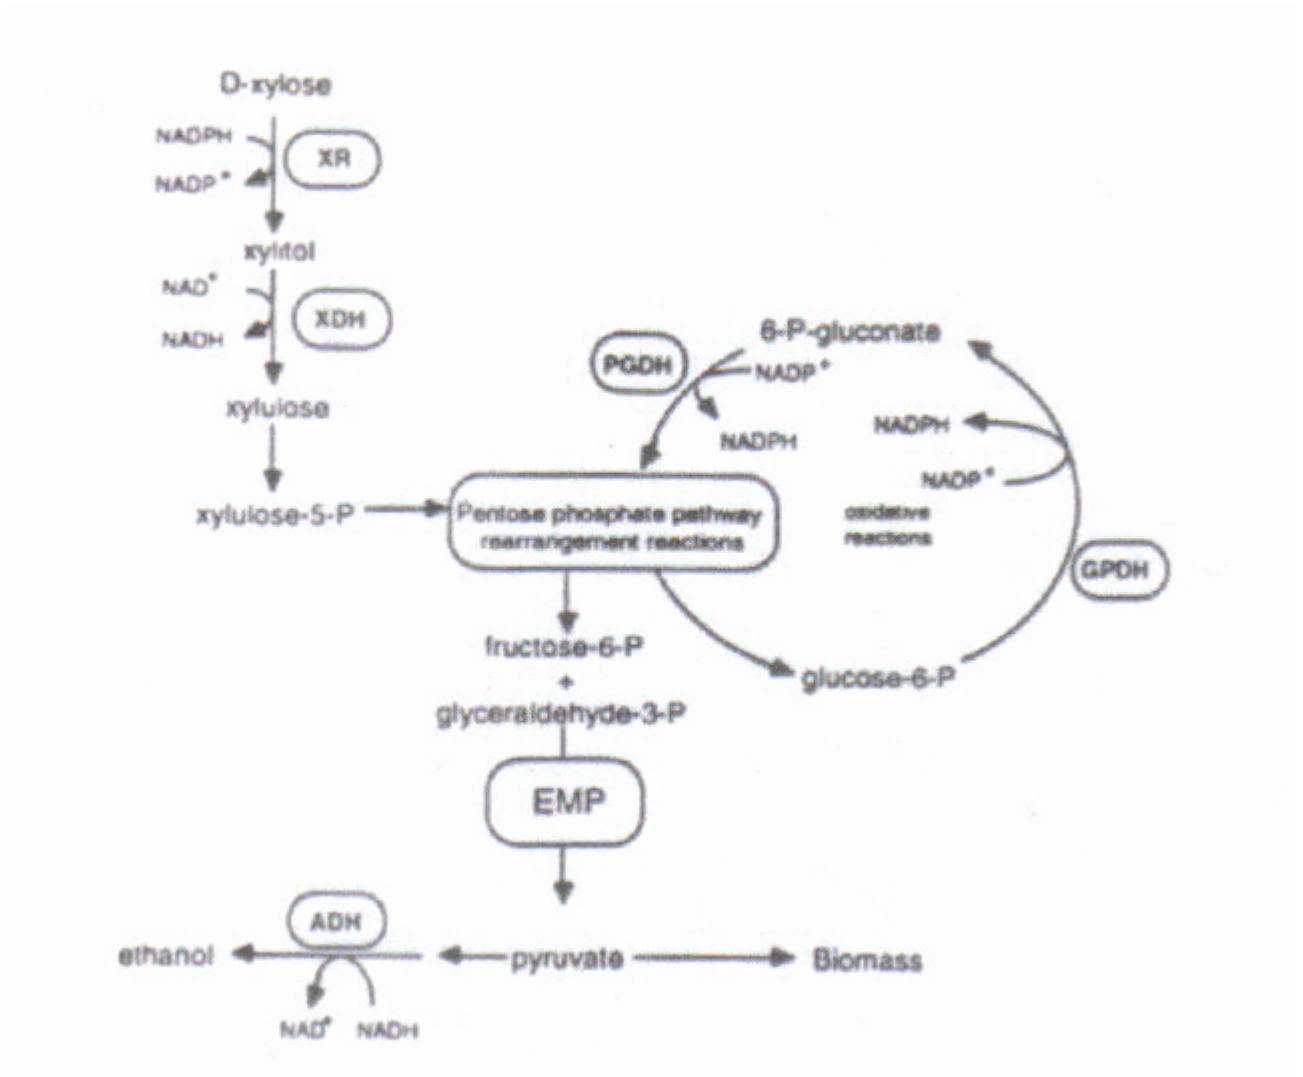 D-xylose
NADPH
XR
NADP+
xylitol
NAD+
XDH
NADH
xylulose
xylulose-5-P
6-P-gluconate
PGDH
NADP+
NADPH
NADPH
NADP+
Pentose phosphate pathway
rearrangement reactions
oxidative
reactions
GPDH
fructose-6-P
+
glyceraldehyde-3-P
glucose-6-P
EMP
ADH
ethanol
pyruvate
Biomass
NAD+
NADH